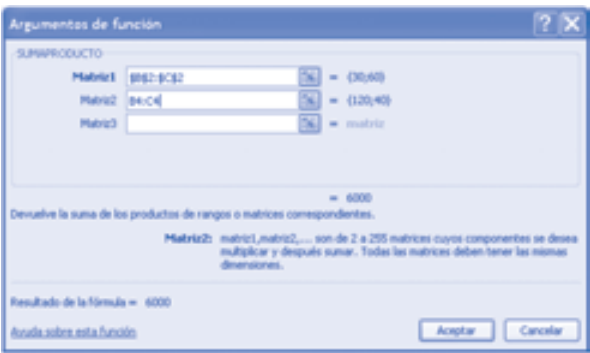 Argumentos de función
SUMAPRODUCTO
Matriz1 $B$2:$C$2 = {30;60}
Matriz2 B4:C4 = {120;40}
Matriz3 = matriz
= 6000
Devuelve la suma de los productos de rangos o matrices correspondientes.
Matriz2: matriz1,matriz2,... son de 2 a 255 matrices cuyos componentes se desea
multiplicar y después sumar. Todas las matrices deben tener las mismas
dimensiones.
Resultado de la fórmula = 6000
Ayuda sobre esta función
Aceptar Cancelar